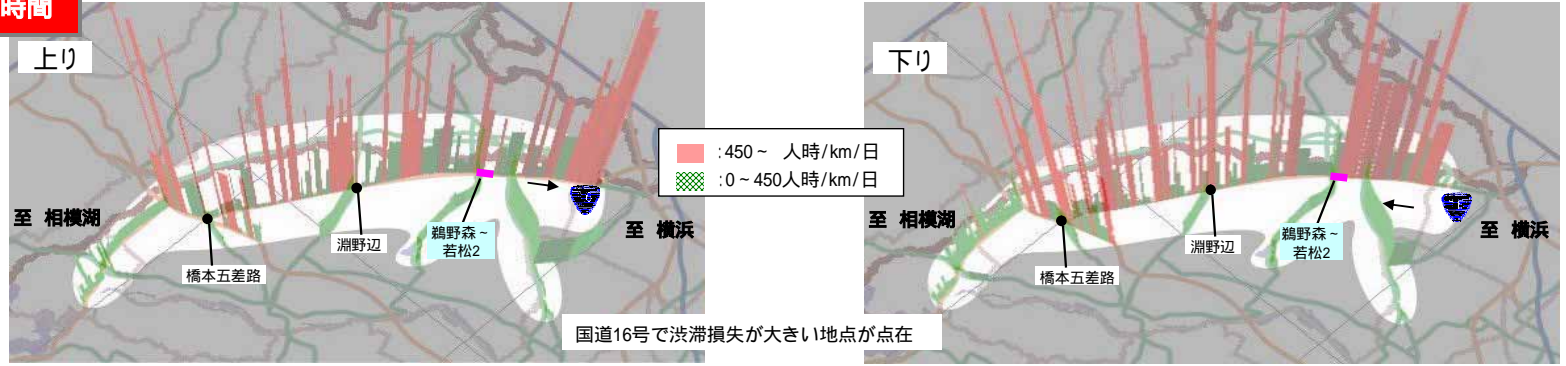 時間
上り
下り
:450～ 人時/km/日
:0～450人時/km/日
至 相模湖
橋本五差路
淵野辺
鵜野森～
若松2
至 横浜
至 相模湖
橋本五差路
淵野辺
鵜野森～
若松2
至 横浜
国道16号で渋滞損失が大きい地点が点在